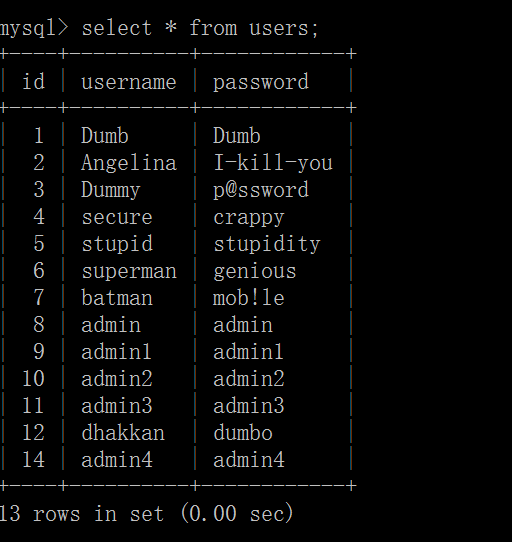 mysql> select * from users;
+----+----------+------------+
| id | username | password   |
+----+----------+------------+
|  1 | Dumb     | Dumb       |
|  2 | Angelina | I-kill-you |
|  3 | Dummy    | p@ssword   |
|  4 | secure   | crappy     |
|  5 | stupid   | stupidity  |
|  6 | superman | genious    |
|  7 | batman   | mob!le     |
|  8 | admin    | admin      |
|  9 | admin1   | admin1     |
| 10 | admin2   | admin2     |
| 11 | admin3   | admin3     |
| 12 | dhakkan  | dumbo      |
| 14 | admin4   | admin4     |
+----+----------+------------+
13 rows in set (0.00 sec)